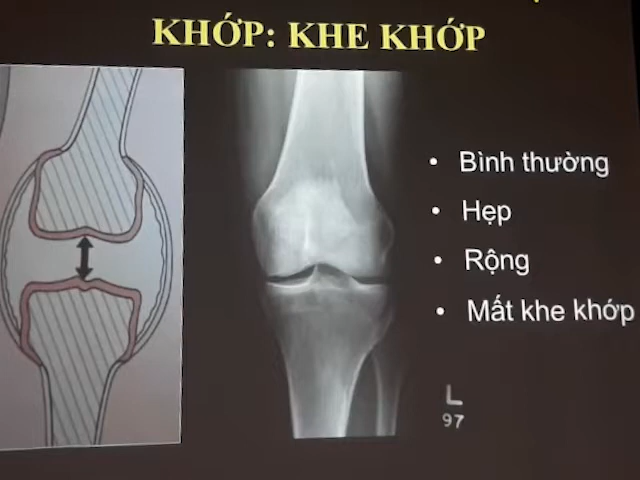 KHỚP: KHE KHỚP
• Bình thường
• Hẹp
• Rộng
• Mất khe khớp
L
97